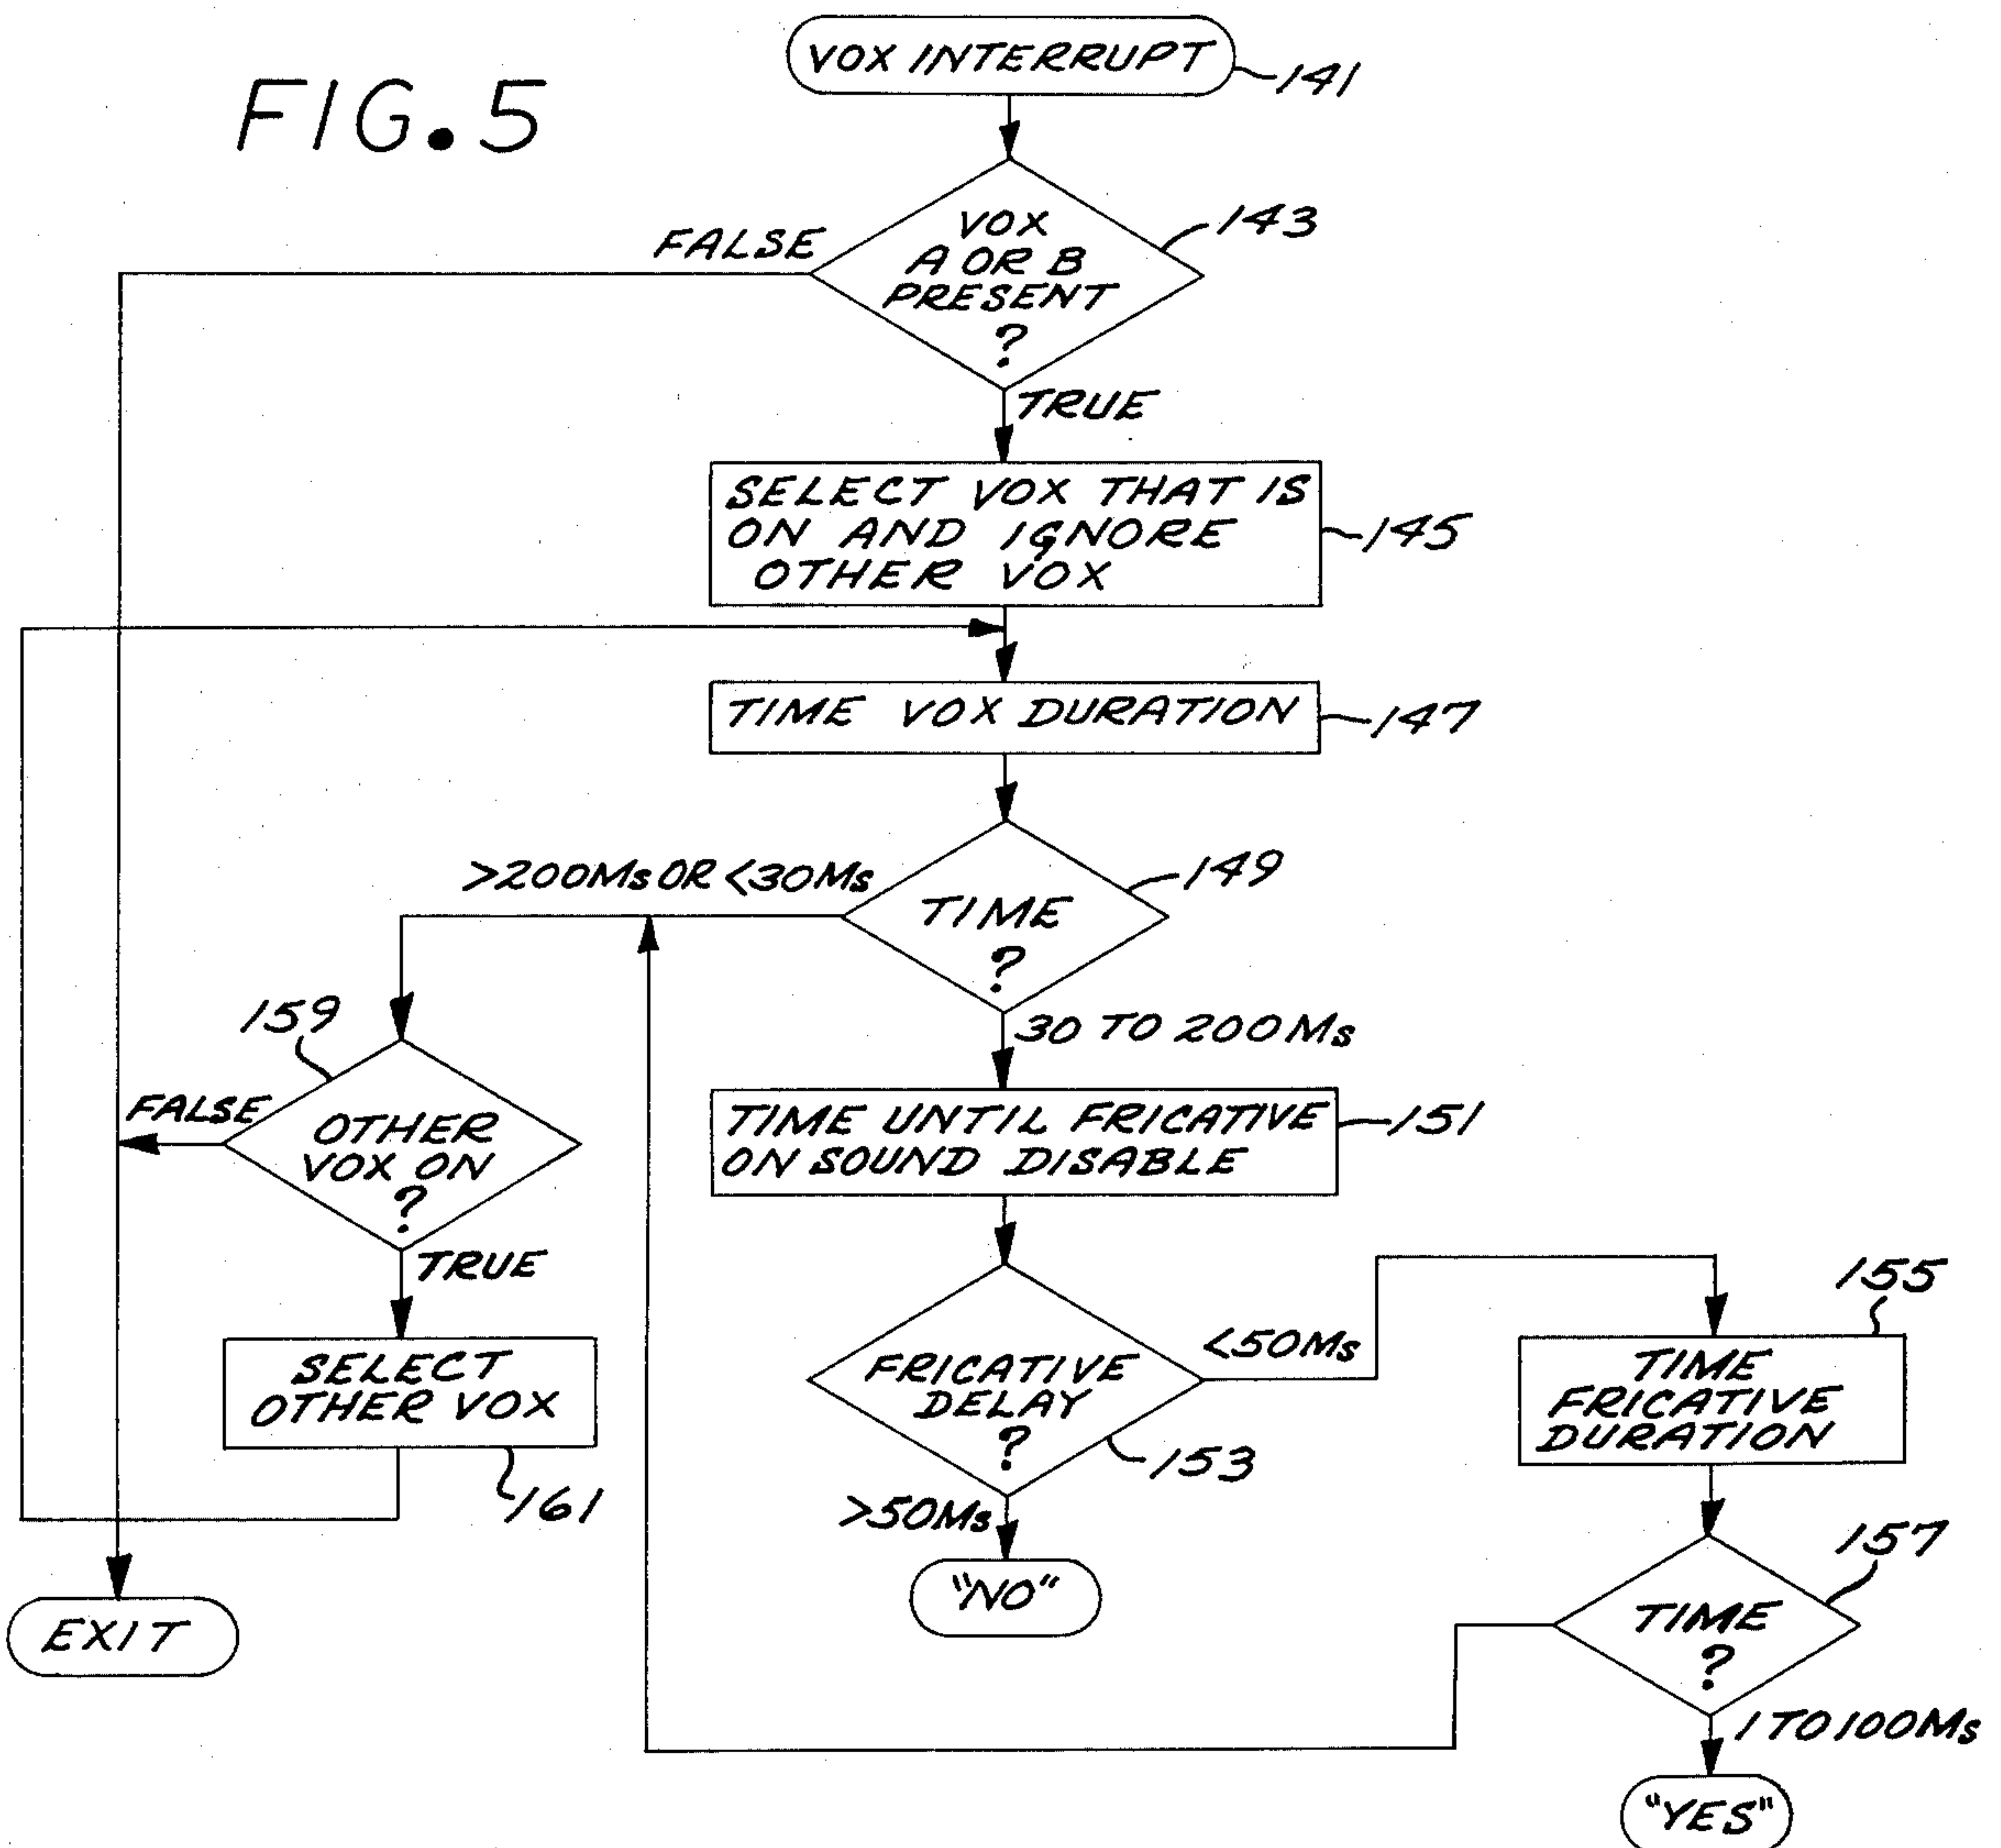 FIG. 5
VOX INTERRUPT
141
VOX
A OR B
PRESENT
?
143
FALSE
TRUE
SELECT VOX THAT IS
ON AND IGNORE
OTHER VOX
145
TIME VOX DURATION
147
>200Ms OR <30Ms
TIME
?
149
30 TO 200Ms
159
FALSE
OTHER
VOX ON
?
TRUE
TIME UNTIL FRICATIVE
ON SOUND DISABLE
151
SELECT
OTHER VOX
161
FRICATIVE
DELAY
?
153
<50Ms
>50Ms
155
TIME
FRICATIVE
DURATION
157
TIME
?
1 TO 100Ms
EXIT
"NO"
"YES"